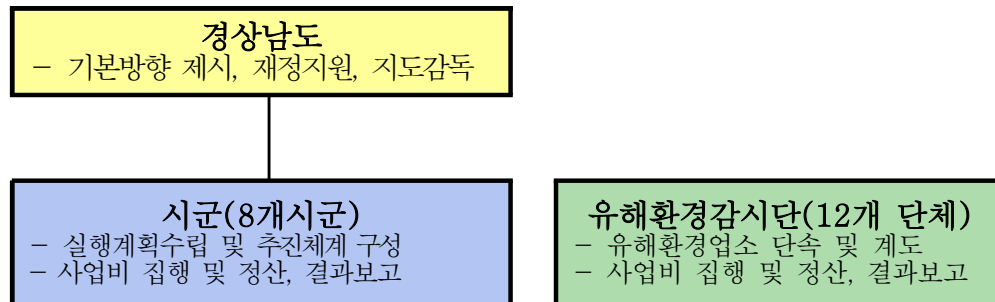 경상남도
- 기본방향 제시, 재정지원, 지도감독
시군(8개시군)
- 실행계획수립 및 추진체계 구성
- 사업비 집행 및 정산, 결과보고
유해환경감시단(12개 단체)
- 유해환경업소 단속 및 계도
- 사업비 집행 및 정산, 결과보고